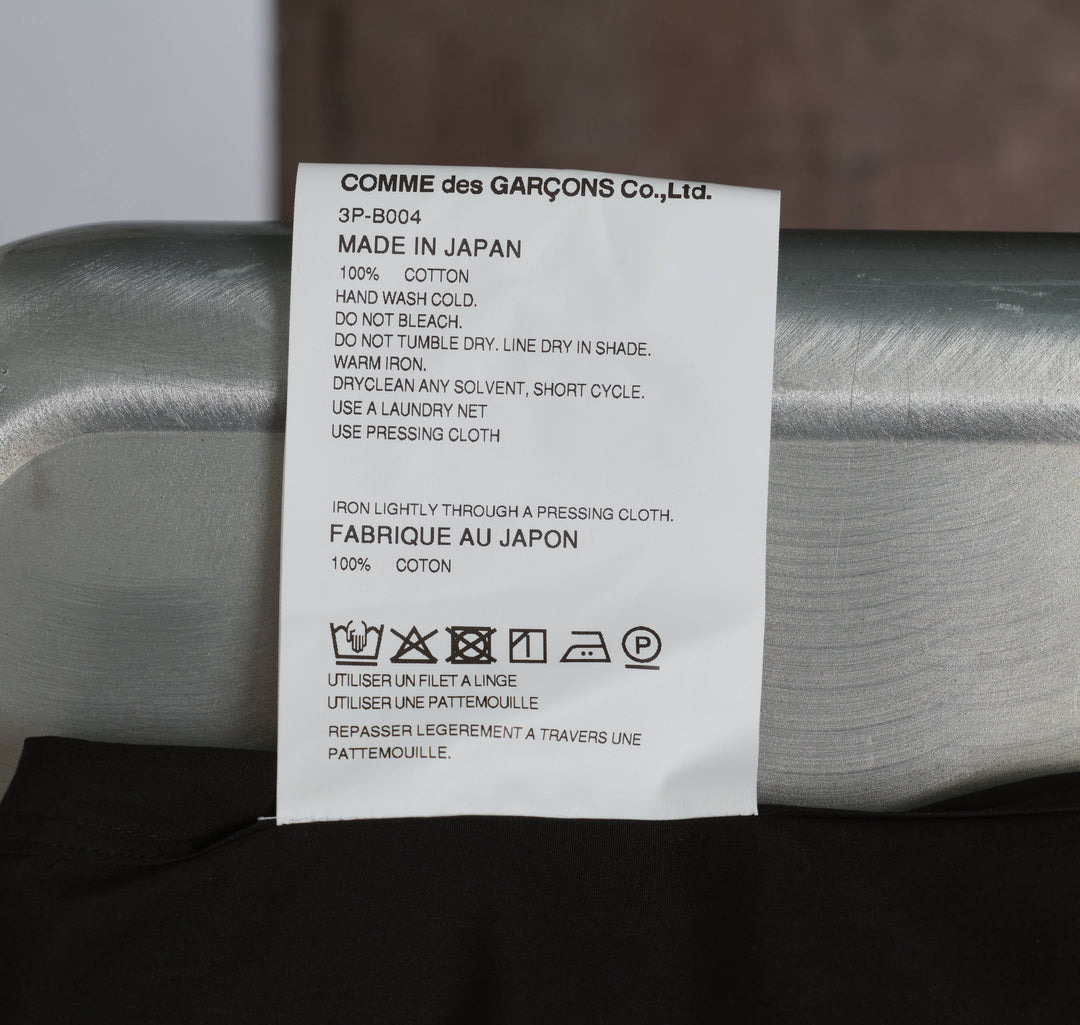 COMME des GARÇONS Co.,Ltd.
3P-B004
MADE IN JAPAN
100% COTTON
HAND WASH COLD.
DO NOT BLEACH.
DO NOT TUMBLE DRY. LINE DRY IN SHADE.
WARM IRON.
DRYCLEAN ANY SOLVENT, SHORT CYCLE.
USE A LAUNDRY NET
USE PRESSING CLOTH
IRON LIGHTLY THROUGH A PRESSING CLOTH.
FABRIQUE AU JAPON
100% COTON
P
UTILISER UN FILET A LINGE
UTILISER UNE PATTEMOUILLE
REPASSER LEGEREMENT A TRAVERS UNE
PATTEMOUILLE.